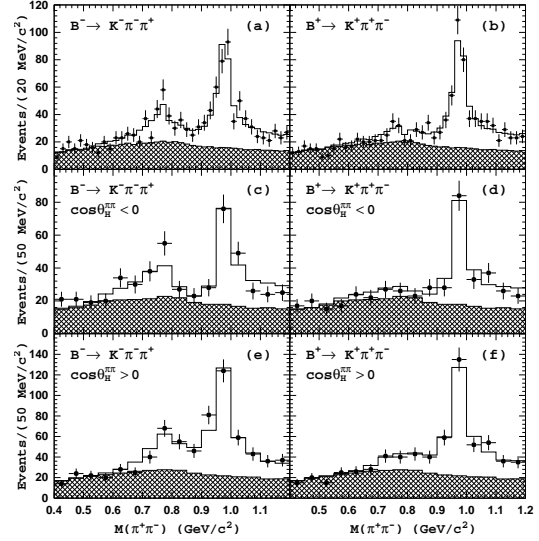 B⁻→ K⁻π⁻π⁺ (a)
B⁺→ K⁺π⁺π⁻ (b)
Events/(20 MeV/c²)
120
100
80
60
40
20
0
B⁻→ K⁻π⁻π⁺ (c)
cosθ_H^ππ < 0
B⁺→ K⁺π⁺π⁻ (d)
cosθ_H^ππ < 0
Events/(50 MeV/c²)
80
60
40
20
0
B⁻→ K⁻π⁻π⁺ (e)
cosθ_H^ππ > 0
B⁺→ K⁺π⁺π⁻ (f)
cosθ_H^ππ > 0
Events/(50 MeV/c²)
140
120
100
80
60
40
20
0
0.4 0.5 0.6 0.7 0.8 0.9 1 1.1
0.5 0.6 0.7 0.8 0.9 1 1.1 1.2
M(π⁺π⁻) (GeV/c²)
M(π⁺π⁻) (GeV/c²)